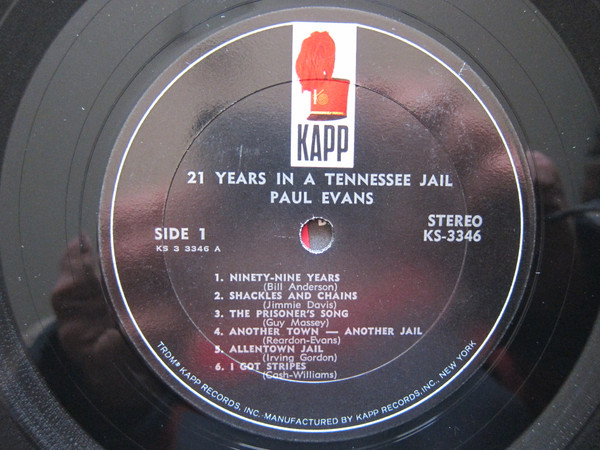 KAPP
21 YEARS IN A TENNESSEE JAIL
PAUL EVANS
SIDE 1
KS 3 3346 A
STEREO
KS-3346
1. NINETY-NINE YEARS
(Bill Anderson)
2. SHACKLES AND CHAINS
(Jimmie Davis)
3. THE PRISONER'S SONG
(Guy Massey)
4. ANOTHER TOWN — ANOTHER JAIL
(Reardon-Evans)
5. ALLENTOWN JAIL
(Irving Gordon)
6. I GOT STRIPES
(Cash-Williams)
TRDMK KAPP RECORDS, INC. MANUFACTURED BY KAPP RECORDS, INC., NEW YORK